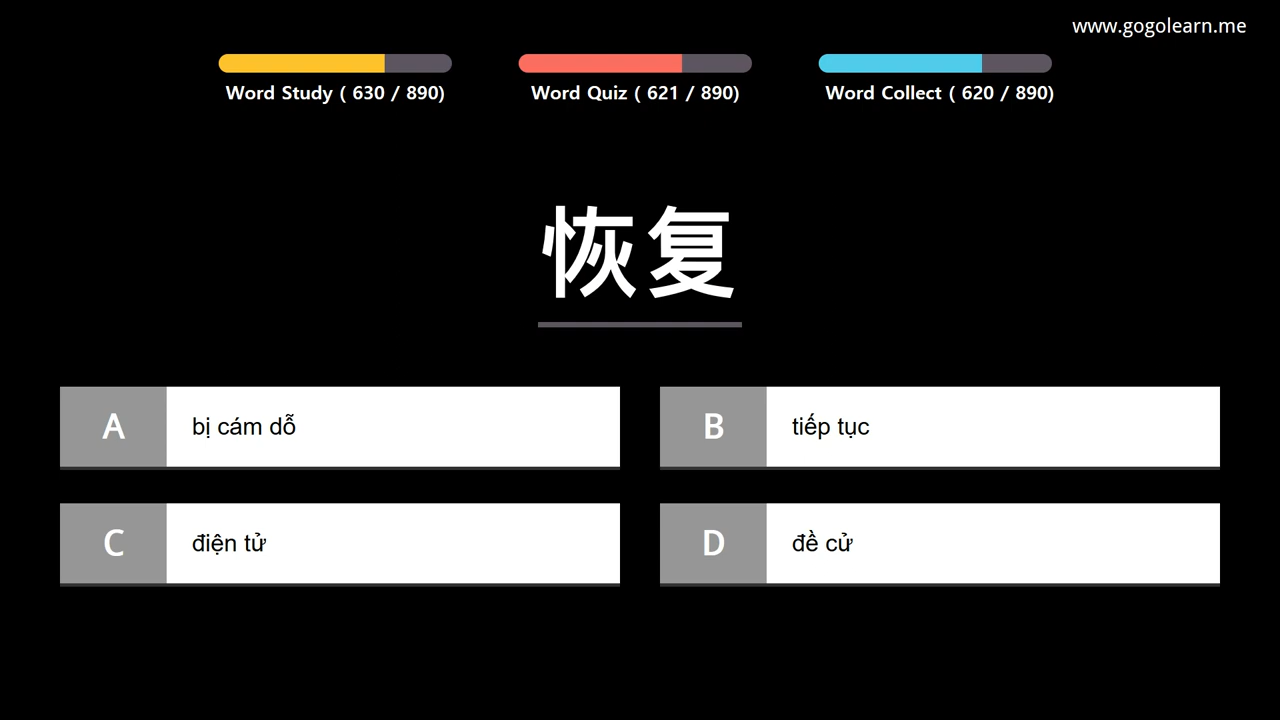 www.gogolearn.me
Word Study ( 630 / 890)
Word Quiz ( 621 / 890)
Word Collect ( 620 / 890)
恢复
A bị cám dỗ
B tiếp tục
C điện tử
D đề cử